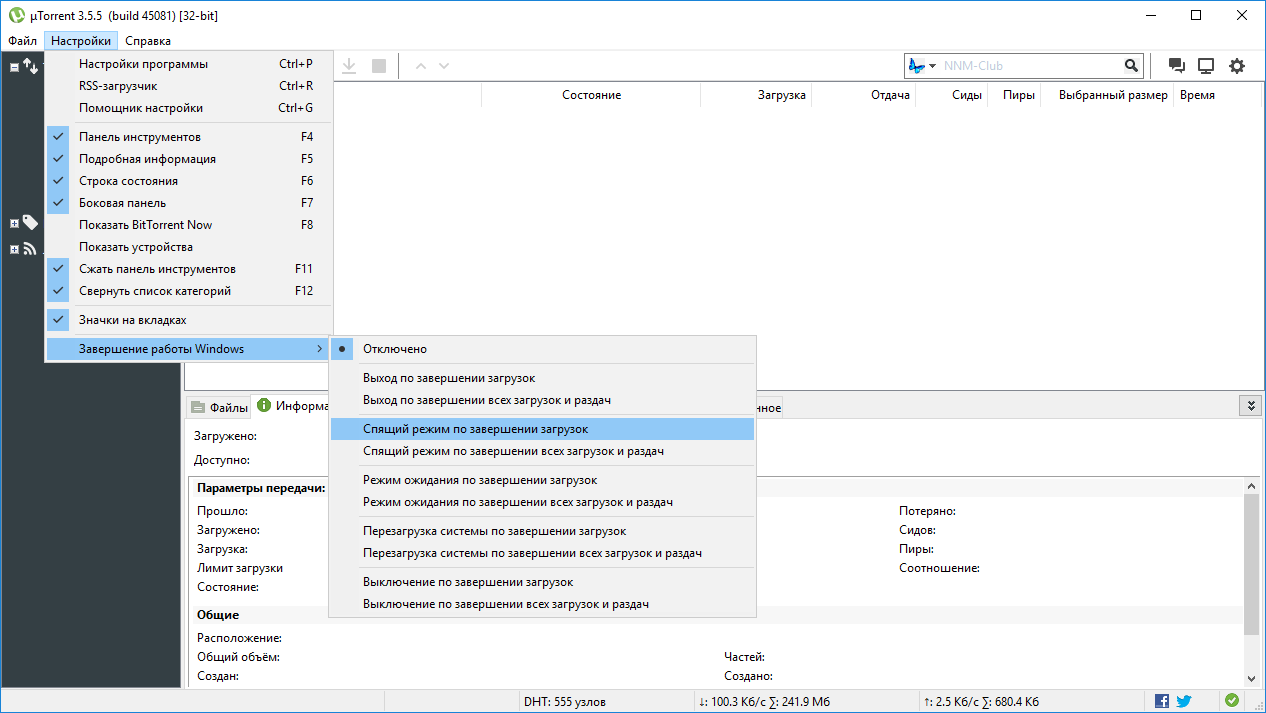 µTorrent 3.5.5 (build 45081) [32-bit]
Файл Настройки Справка
Настройки программы Ctrl+P
RSS-загрузчик Ctrl+R
Помощник настройки Ctrl+G
Панель инструментов F4
Подробная информация F5
Строка состояния F6
Боковая панель F7
Показать BitTorrent Now F8
Показать устройства
Сжать панель инструментов F11
Свернуть список категорий F12
Значки на вкладках
Завершение работы Windows
NNM-Club
Состояние Загрузка Отдача Сиды Пиры Выбранный размер Время
Отключено
Выход по завершении загрузок
Выход по завершении всех загрузок и раздач
Спящий режим по завершении загрузок
Спящий режим по завершении всех загрузок и раздач
Режим ожидания по завершении загрузок
Режим ожидания по завершении всех загрузок и раздач
Перезагрузка системы по завершении загрузок
Перезагрузка системы по завершении всех загрузок и раздач
Выключение по завершении загрузок
Выключение по завершении всех загрузок и раздач
Файлы Информа нное
Загружено:
Доступно:
Параметры передачи:
Прошло: Потеряно:
Загружено: Сидов:
Загрузка: Пиры:
Лимит загрузки Соотношение:
Состояние:
Общие
Расположение:
Общий объём: Частей:
Создан: Создано:
DHT: 555 узлов ↓: 100.3 Кб/с ∑: 241.9 Мб ↑: 2.5 Кб/с ∑: 680.4 Кб